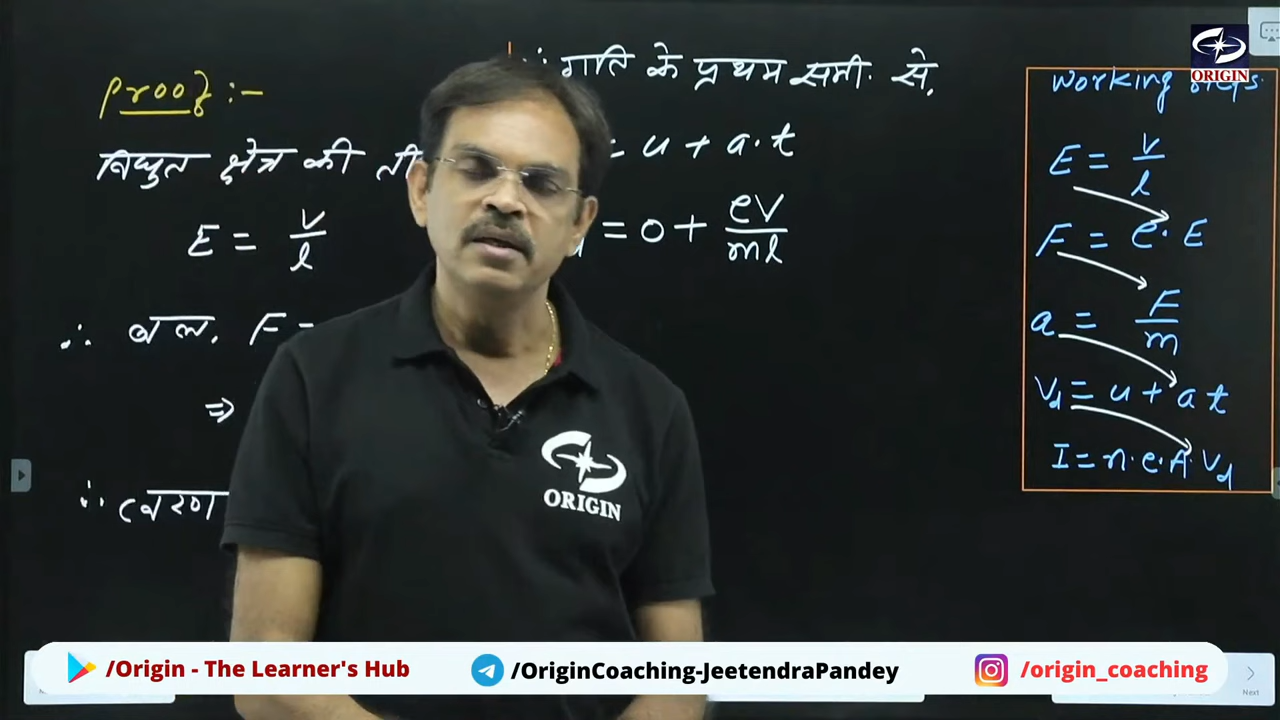 Proof :-
विद्युत क्षेत्र की ती
E = V/l
∴ बल. F =
⇒
∴ त्वरण
∵ गति के प्रथम समी. से.
= u + a.t
= 0 + eV/ml
Working
E = V/l
F = e.E
a = F/m
Vd = u + a t
I = n.e.A.Vd
ORIGIN
ORIGIN
/Origin - The Learner's Hub
/OriginCoaching-JeetendraPandey
/origin_coaching
Next